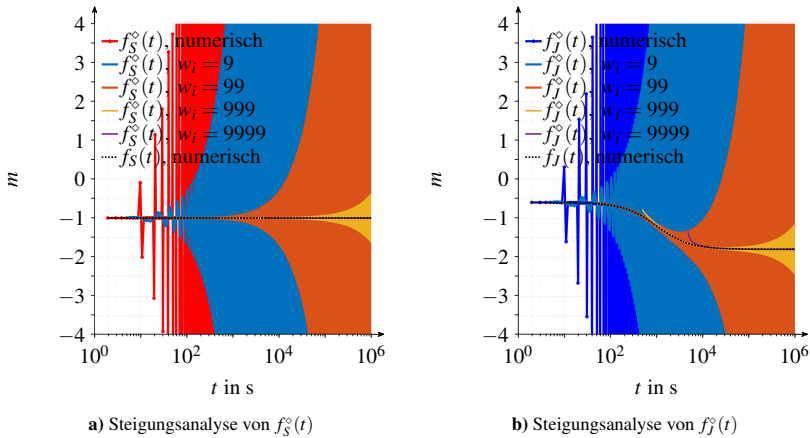 4
3
2
1
0
−1
−2
−3
−4
m
f_S^⋄(t), numerisch
f_S^⋄(t), w_i = 9
f_S^⋄(t), w_i = 99
f_S^⋄(t), w_i = 999
f_S^⋄(t), w_i = 9999
f_S(t), numerisch
10^0 10^2 10^4 10^6
t in s
a) Steigungsanalyse von f_S^⋄(t)
4
3
2
1
0
−1
−2
−3
−4
m
f_J^⋄(t), numerisch
f_J^⋄(t), w_i = 9
f_J^⋄(t), w_i = 99
f_J^⋄(t), w_i = 999
f_J^⋄(t), w_i = 9999
f_J(t), numerisch
10^0 10^2 10^4 10^6
t in s
b) Steigungsanalyse von f_J^⋄(t)